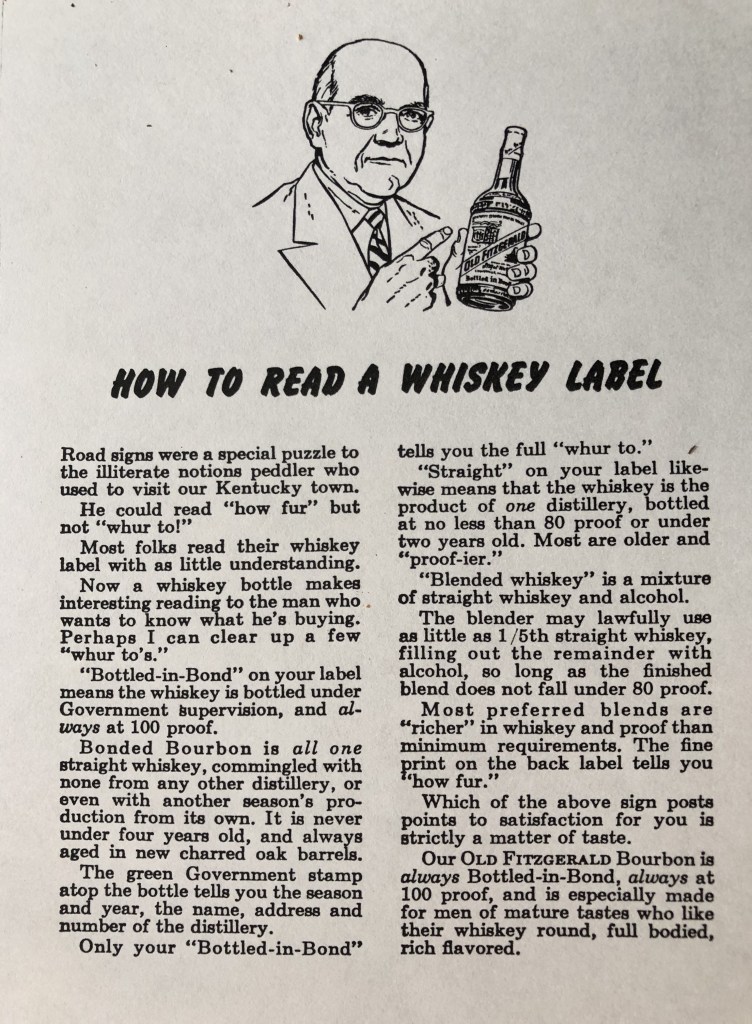 OLD FITZGERALD
Bottled in Bond
HOW TO READ A WHISKEY LABEL
Road signs were a special puzzle to
the illiterate notions peddler who
used to visit our Kentucky town.
He could read "how fur" but
not "whur to!"
Most folks read their whiskey
label with as little understanding.
Now a whiskey bottle makes
interesting reading to the man who
wants to know what he's buying.
Perhaps I can clear up a few
"whur to's."
"Bottled-in-Bond" on your label
means the whiskey is bottled under
Government supervision, and al-
ways at 100 proof.
Bonded Bourbon is all one
straight whiskey, commingled with
none from any other distillery, or
even with another season's pro-
duction from its own. It is never
under four years old, and always
aged in new charred oak barrels.
The green Government stamp
atop the bottle tells you the season
and year, the name, address and
number of the distillery.
Only your "Bottled-in-Bond"
tells you the full "whur to."
"Straight" on your label like-
wise means that the whiskey is the
product of one distillery, bottled
at no less than 80 proof or under
two years old. Most are older and
"proof-ier."
"Blended whiskey" is a mixture
of straight whiskey and alcohol.
The blender may lawfully use
as little as 1/5th straight whiskey,
filling out the remainder with
alcohol, so long as the finished
blend does not fall under 80 proof.
Most preferred blends are
"richer" in whiskey and proof than
minimum requirements. The fine
print on the back label tells you
"how fur."
Which of the above sign posts
points to satisfaction for you is
strictly a matter of taste.
Our OLD FITZGERALD Bourbon is
always Bottled-in-Bond, always at
100 proof, and is especially made
for men of mature tastes who like
their whiskey round, full bodied,
rich flavored.